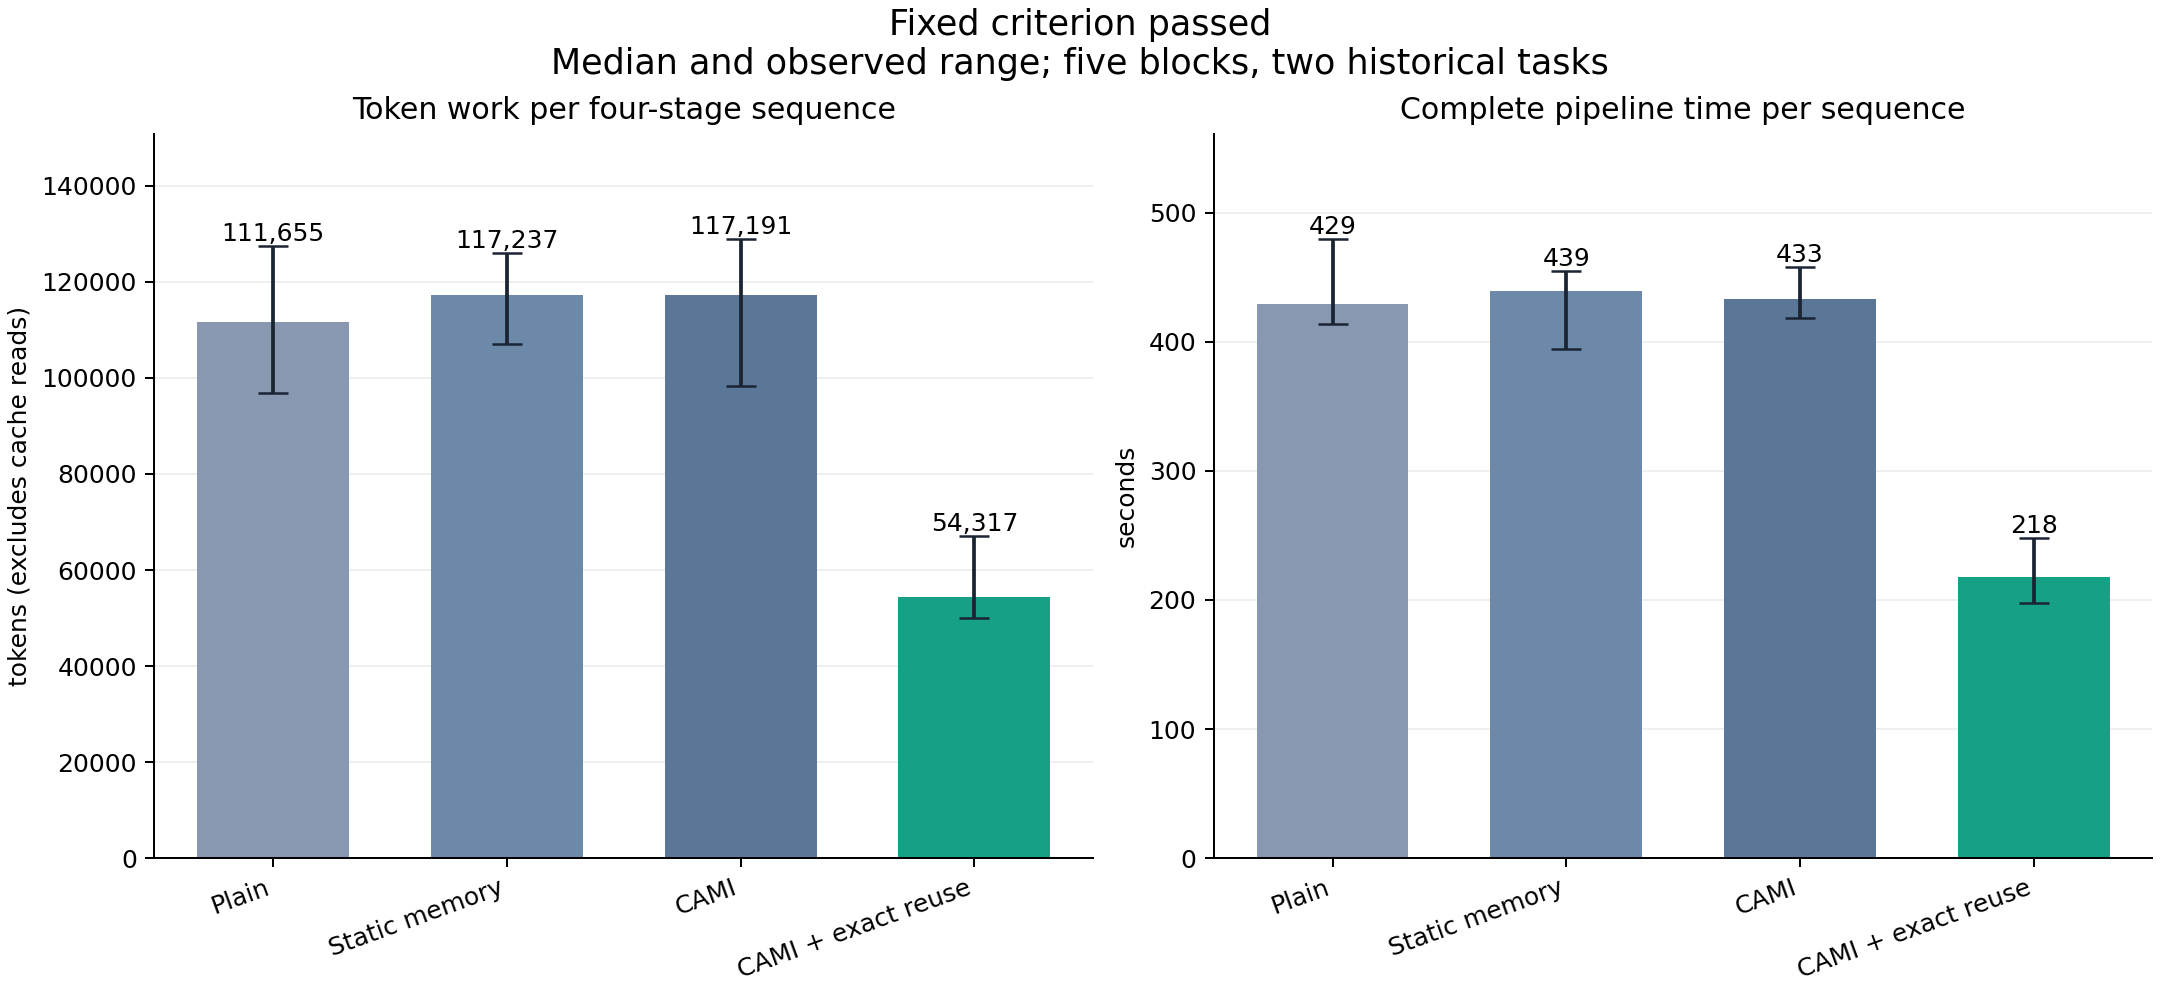 Fixed criterion passed
Median and observed range; five blocks, two historical tasks
Token work per four-stage sequence
tokens (excludes cache reads)
140000
120000
100000
80000
60000
40000
20000
0
111,655
117,237
117,191
54,317
Plain
Static memory
CAMI
CAMI + exact reuse
Complete pipeline time per sequence
seconds
500
400
300
200
100
0
429
439
433
218
Plain
Static memory
CAMI
CAMI + exact reuse